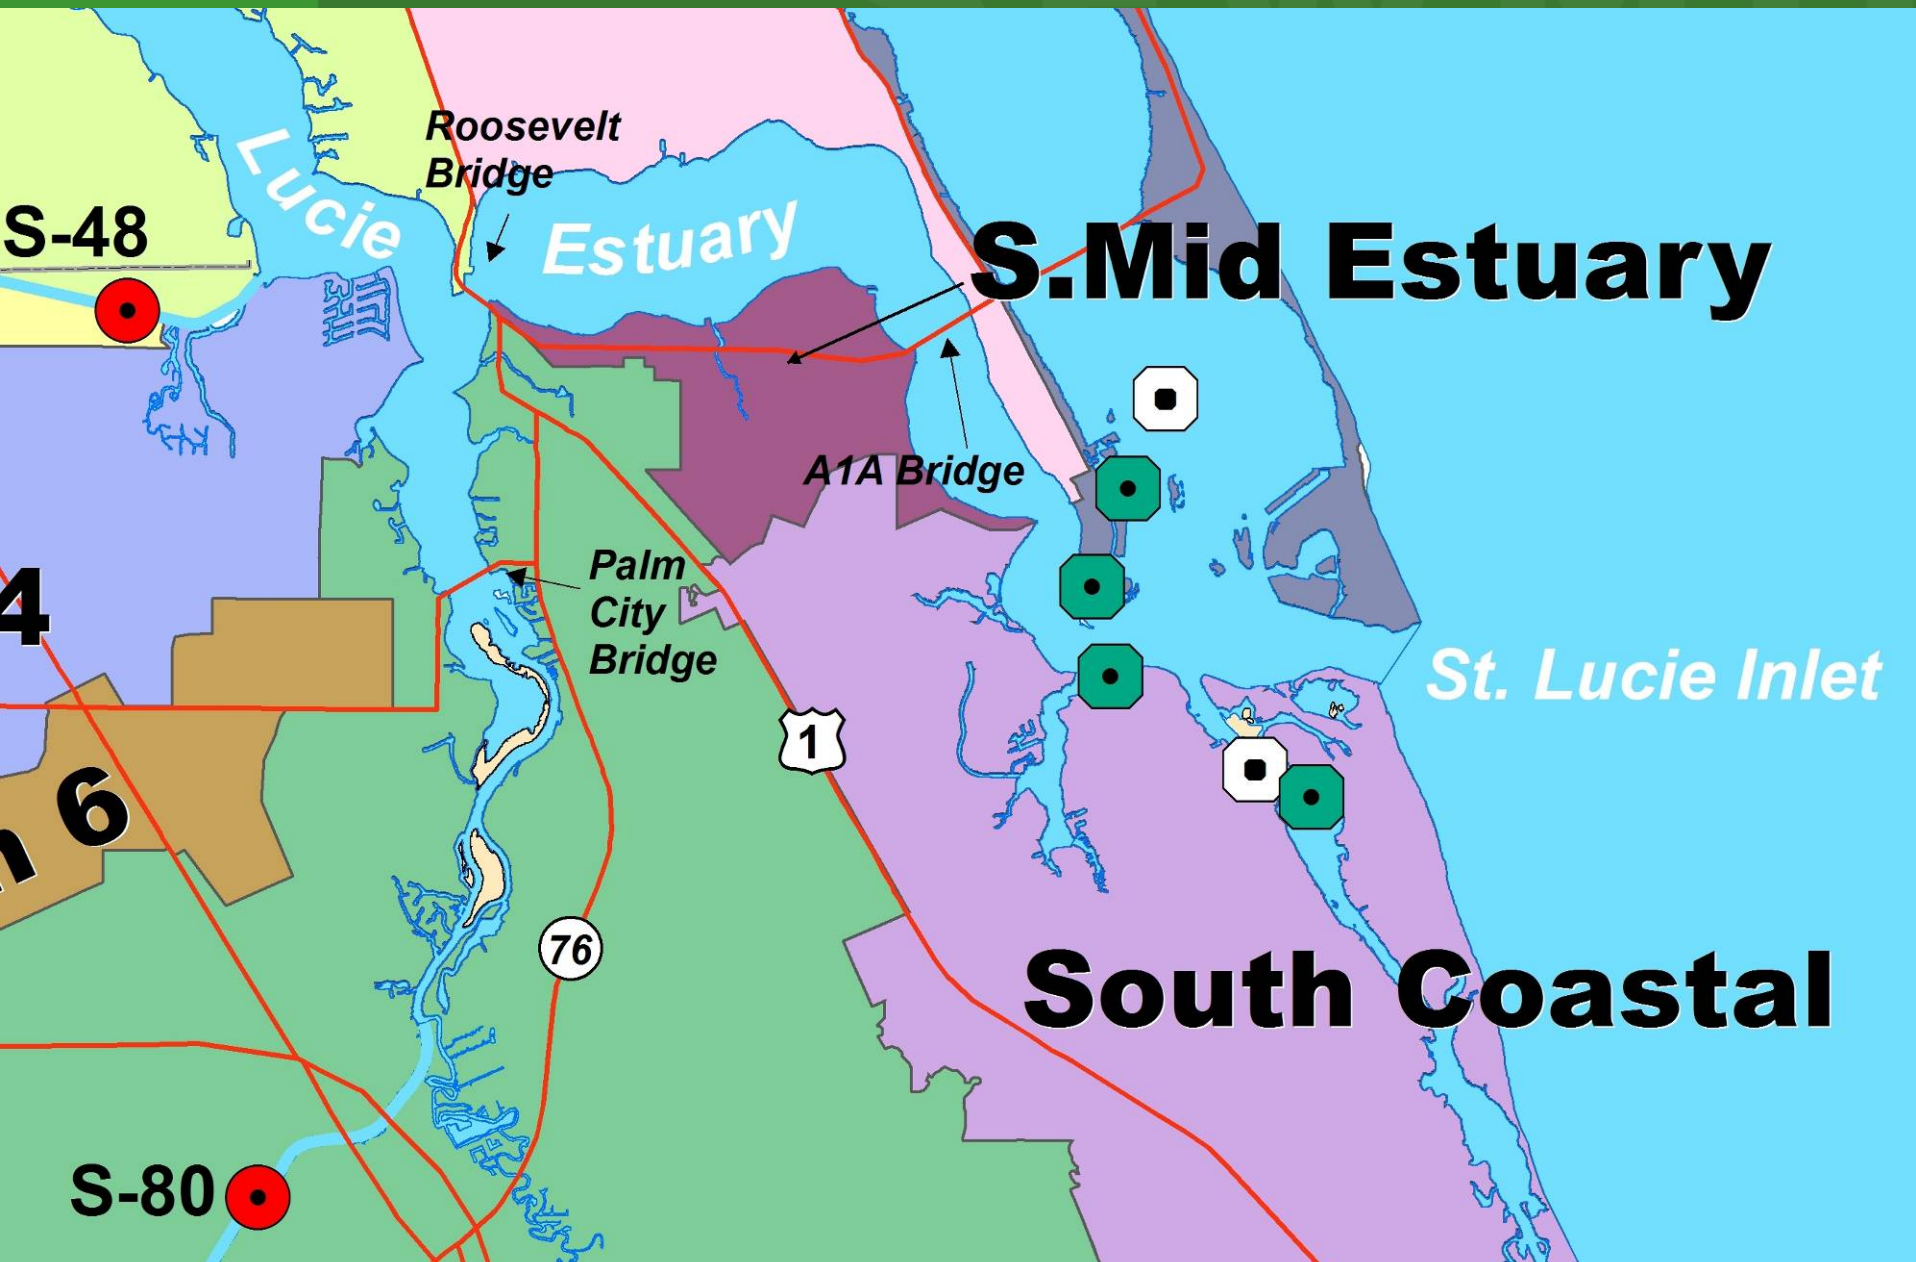 Roosevelt
Bridge
Lucie
Estuary
S-48
S.Mid Estuary
A1A Bridge
Palm
City
Bridge
4
St. Lucie Inlet
1
6
76
South Coastal
S-80